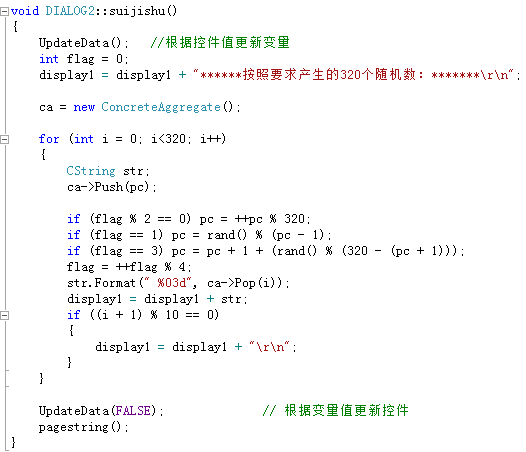 void DIALOG2::suijishu()
{
UpdateData();   //根据控件值更新变量
int flag = 0;
display1 = display1 + "******按照要求产生的320个随机数：*******\r\n";
ca = new ConcreteAggregate();
for (int i = 0; i<320; i++)
{
CString str;
ca->Push(pc);
if (flag % 2 == 0) pc = ++pc % 320;
if (flag == 1) pc = rand() % (pc - 1);
if (flag == 3) pc = pc + 1 + (rand() % (320 - (pc + 1)));
flag = ++flag % 4;
str.Format(" %03d", ca->Pop(i));
display1 = display1 + str;
if ((i + 1) % 10 == 0)
{
display1 = display1 + "\r\n";
}
}
UpdateData(FALSE);              // 根据变量值更新控件
pagestring();
}